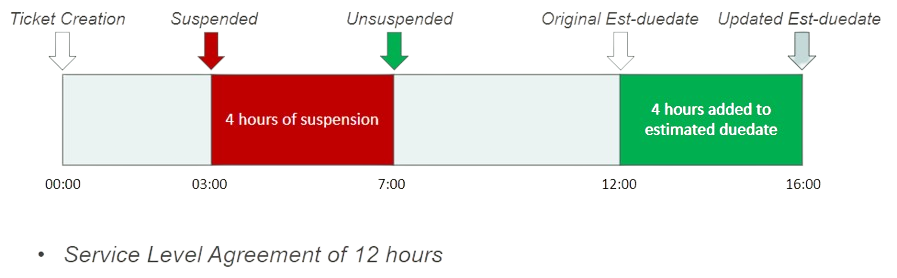 Ticket Creation Suspended Unsuspended Original Est-duedate Updated Est-duedate
4 hours of suspension
4 hours added to
estimated duedate
00:00 03:00 7:00 12:00 16:00
• Service Level Agreement of 12 hours